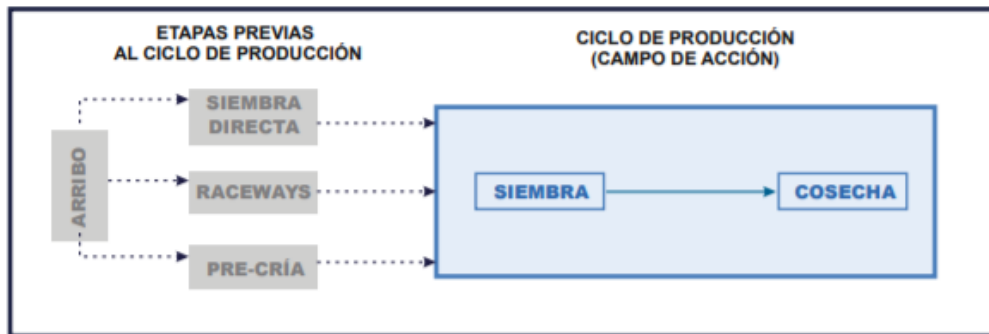 ETAPAS PREVIAS
AL CICLO DE PRODUCCIÓN
CICLO DE PRODUCCIÓN
(CAMPO DE ACCIÓN)
ARRIBO
SIEMBRA
DIRECTA
RACEWAYS
PRE-CRÍA
SIEMBRA
COSECHA